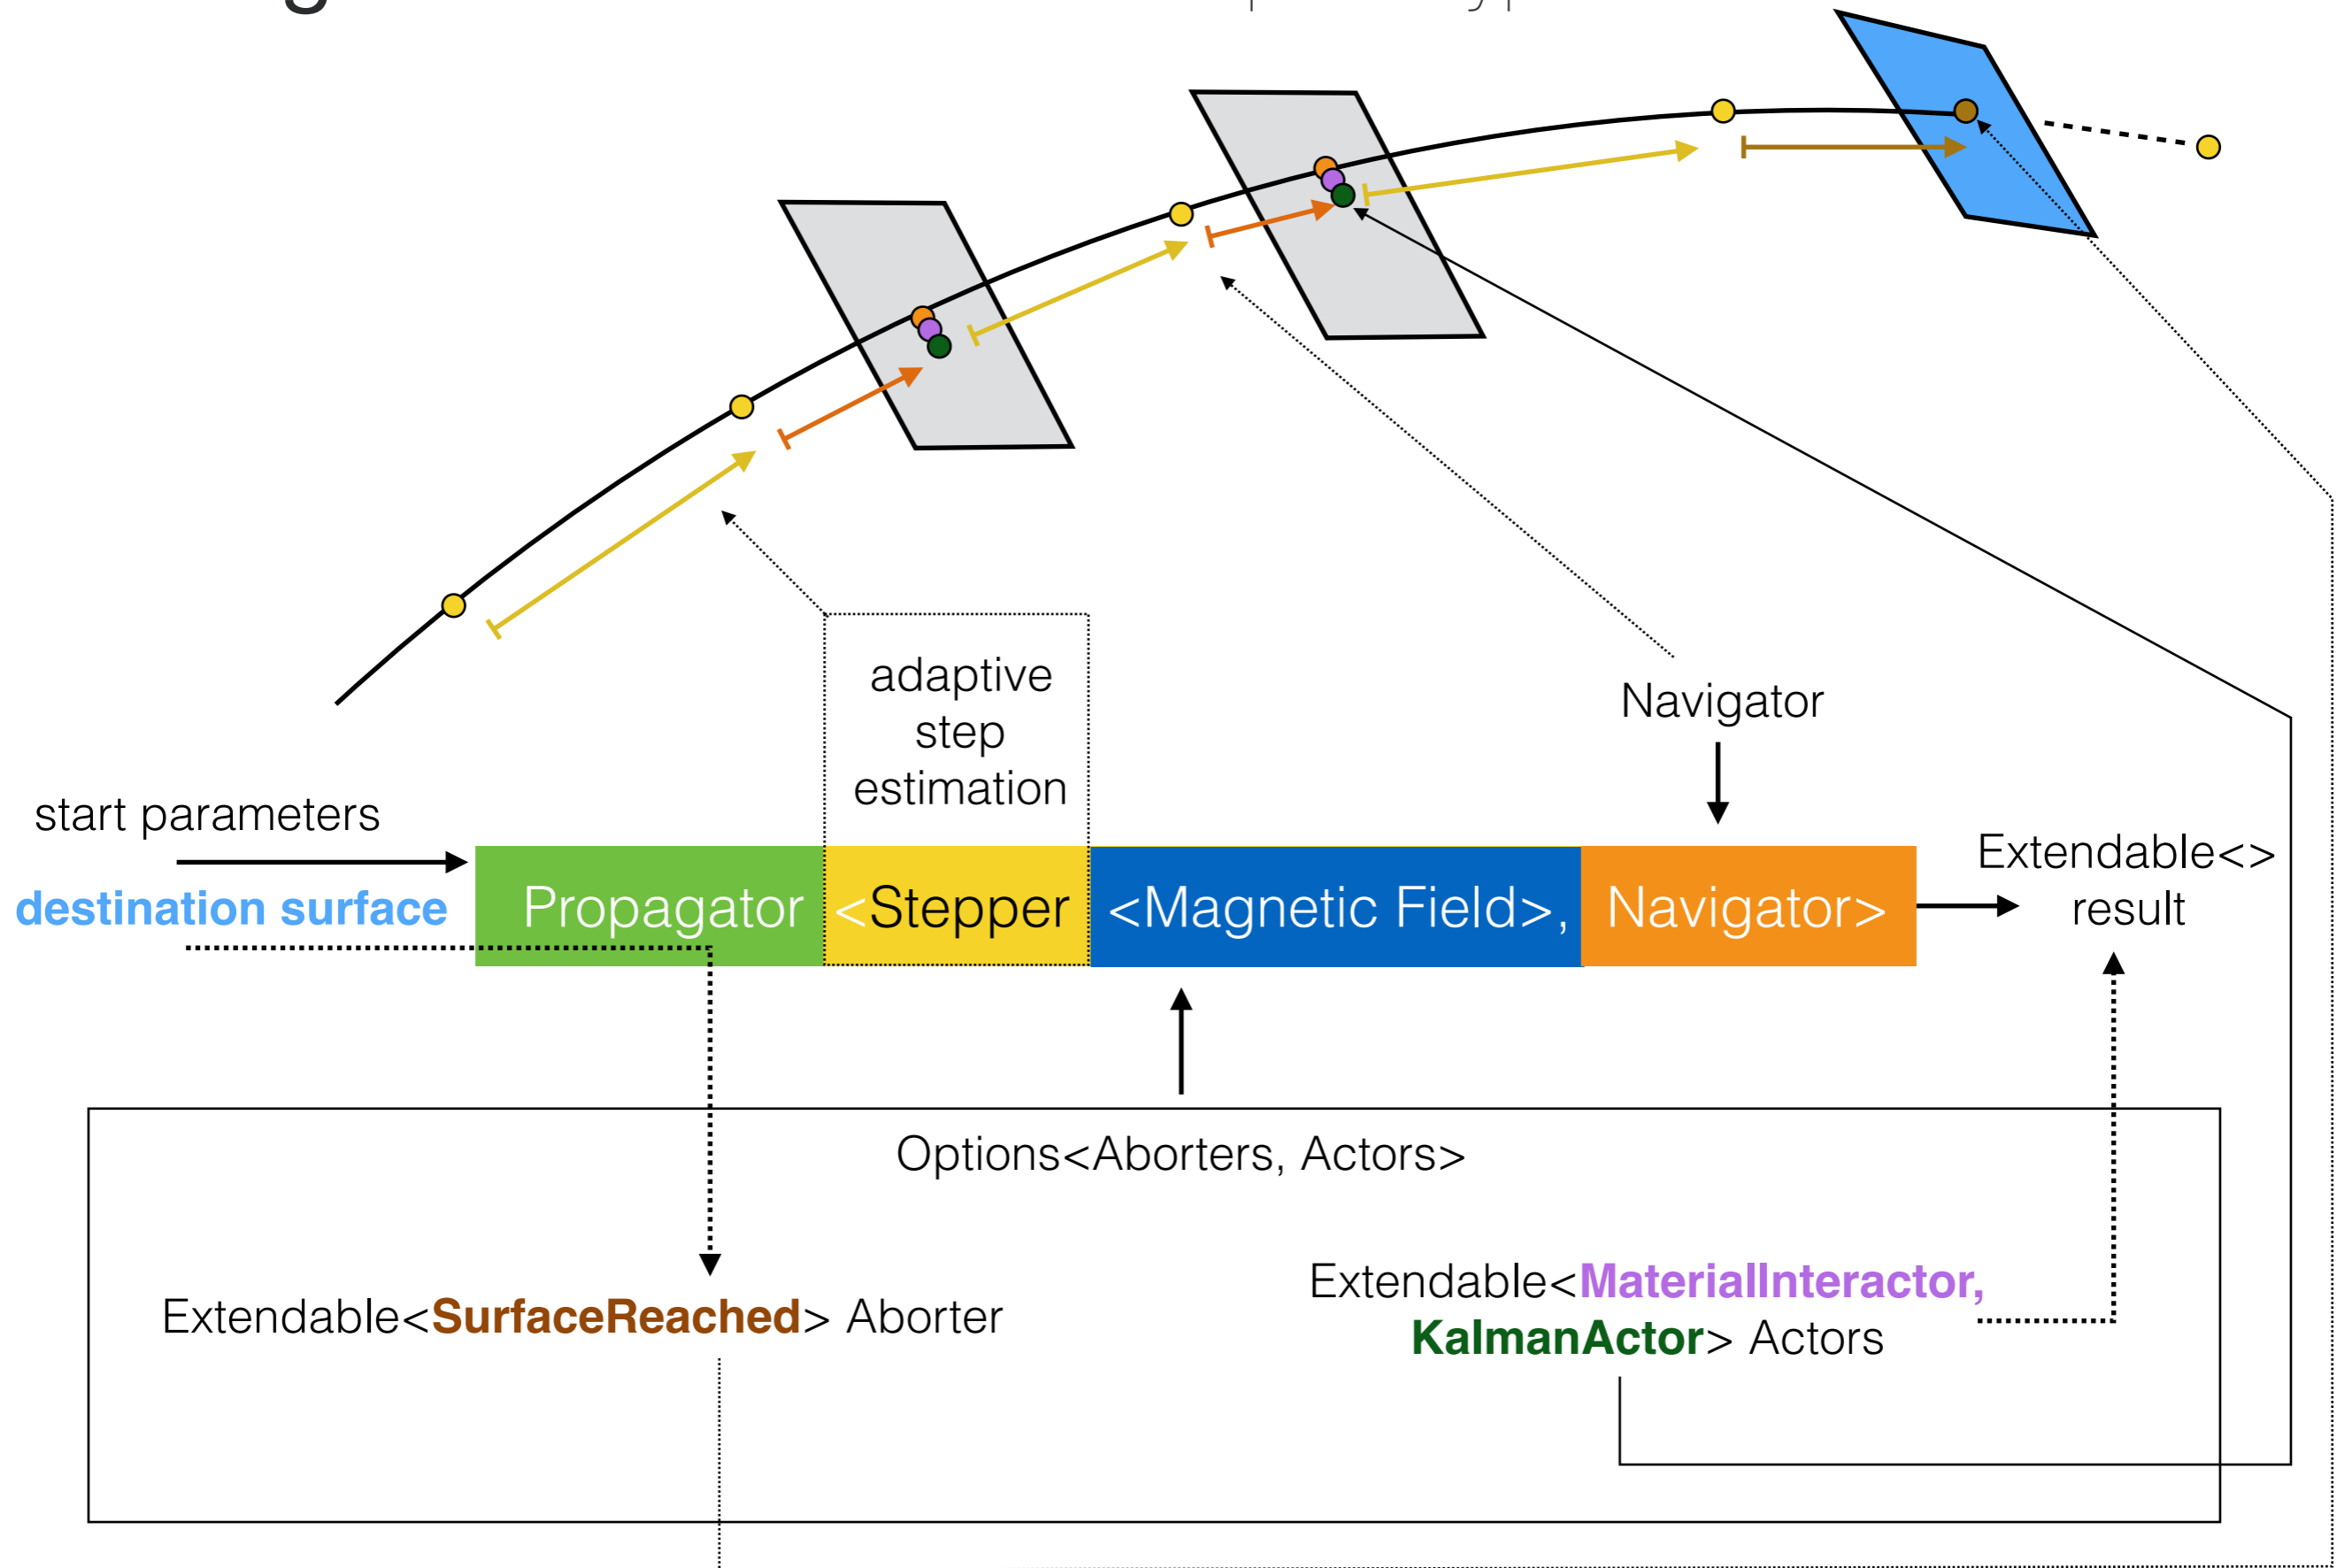 adaptive
step
estimation
Navigator
start parameters
destination surface
Propagator <Stepper <Magnetic Field>, Navigator>
Extendable<>
result
Options<Aborters, Actors>
Extendable<SurfaceReached> Aborter
Extendable<MaterialInteractor,
KalmanActor> Actors